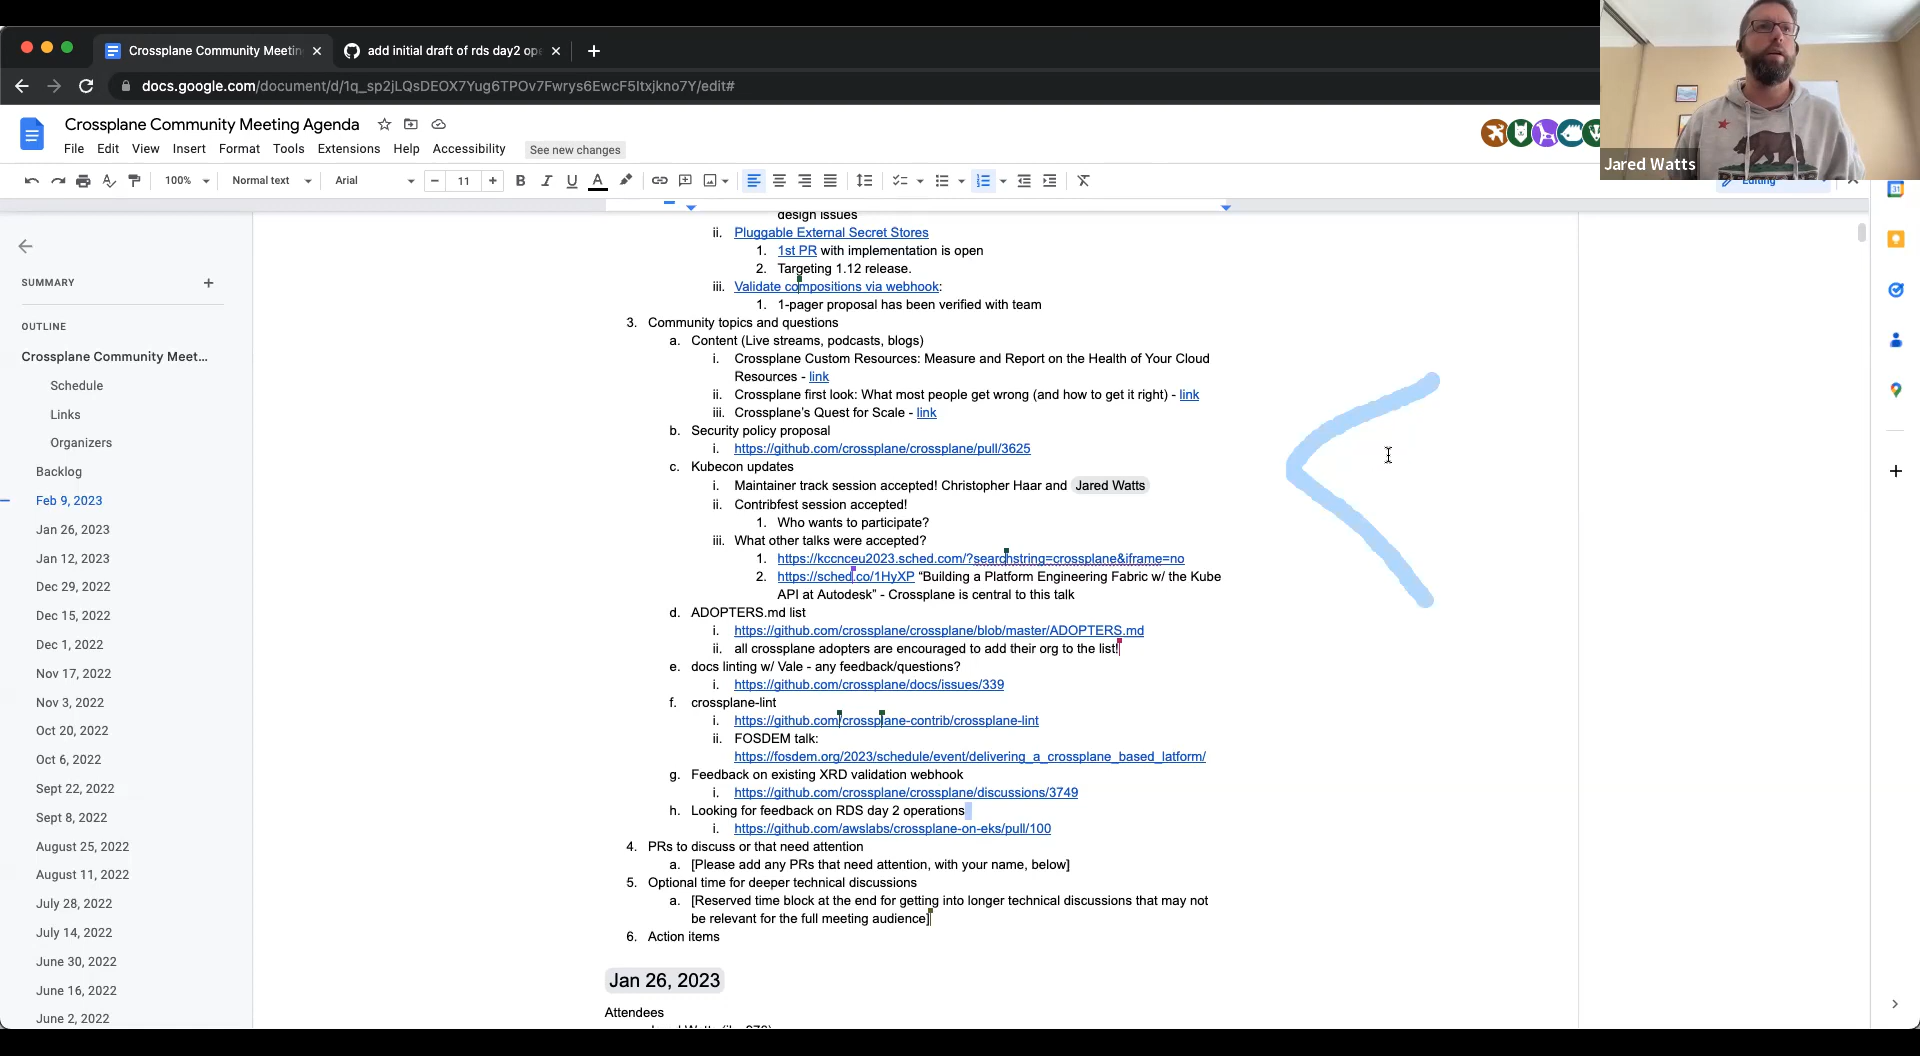 Crossplane Community Meetin
add initial draft of rds day2 ope
docs.google.com/document/d/1q_sp2jLQsDEOX7Yug6TPOv7Fwrys6EwcF5ltxjkno7Y/edit#
Crossplane Community Meeting Agenda
File Edit View Insert Format Tools Extensions Help Accessibility See new changes
Jared Watts
100% Normal text Arial 11
Editing
31
SUMMARY
OUTLINE
Crossplane Community Meet...
Schedule
Links
Organizers
Backlog
Feb 9, 2023
Jan 26, 2023
Jan 12, 2023
Dec 29, 2022
Dec 15, 2022
Dec 1, 2022
Nov 17, 2022
Nov 3, 2022
Oct 20, 2022
Oct 6, 2022
Sept 22, 2022
Sept 8, 2022
August 25, 2022
August 11, 2022
July 28, 2022
July 14, 2022
June 30, 2022
June 16, 2022
June 2, 2022
design issues
ii. Pluggable External Secret Stores
1. 1st PR with implementation is open
2. Targeting 1.12 release.
iii. Validate compositions via webhook:
1. 1-pager proposal has been verified with team
3. Community topics and questions
a. Content (Live streams, podcasts, blogs)
i. Crossplane Custom Resources: Measure and Report on the Health of Your Cloud
Resources - link
ii. Crossplane first look: What most people get wrong (and how to get it right) - link
iii. Crossplane's Quest for Scale - link
b. Security policy proposal
i. https://github.com/crossplane/crossplane/pull/3625
c. Kubecon updates
i. Maintainer track session accepted! Christopher Haar and Jared Watts
ii. Contribfest session accepted!
1. Who wants to participate?
iii. What other talks were accepted?
1. https://kccnceu2023.sched.com/?searchstring=crossplane&iframe=no
2. https://sched.co/1HyXP “Building a Platform Engineering Fabric w/ the Kube
API at Autodesk” - Crossplane is central to this talk
d. ADOPTERS.md list
i. https://github.com/crossplane/crossplane/blob/master/ADOPTERS.md
ii. all crossplane adopters are encouraged to add their org to the list!
e. docs linting w/ Vale - any feedback/questions?
i. https://github.com/crossplane/docs/issues/339
f. crossplane-lint
i. https://github.com/crossplane-contrib/crossplane-lint
ii. FOSDEM talk:
https://fosdem.org/2023/schedule/event/delivering_a_crossplane_based_latform/
g. Feedback on existing XRD validation webhook
i. https://github.com/crossplane/crossplane/discussions/3749
h. Looking for feedback on RDS day 2 operations
i. https://github.com/awslabs/crossplane-on-eks/pull/100
4. PRs to discuss or that need attention
a. [Please add any PRs that need attention, with your name, below]
5. Optional time for deeper technical discussions
a. [Reserved time block at the end for getting into longer technical discussions that may not
be relevant for the full meeting audience]
6. Action items
Jan 26, 2023
Attendees